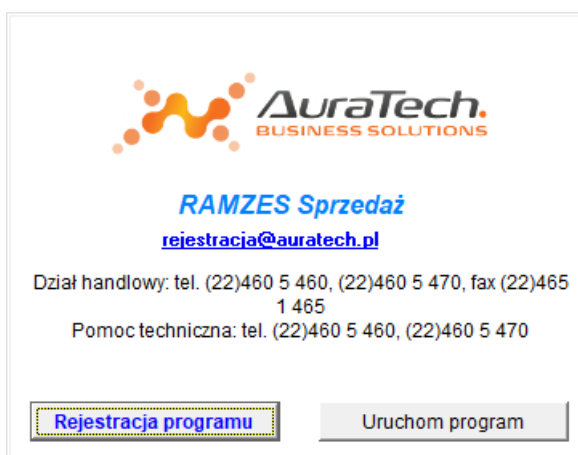 AuraTech.
BUSINESS SOLUTIONS
RAMZES Sprzedaż
rejestracja@auratech.pl
Dział handlowy: tel. (22)460 5 460, (22)460 5 470, fax (22)465
1 465
Pomoc techniczna: tel. (22)460 5 460, (22)460 5 470
Rejestracja programu
Uruchom program